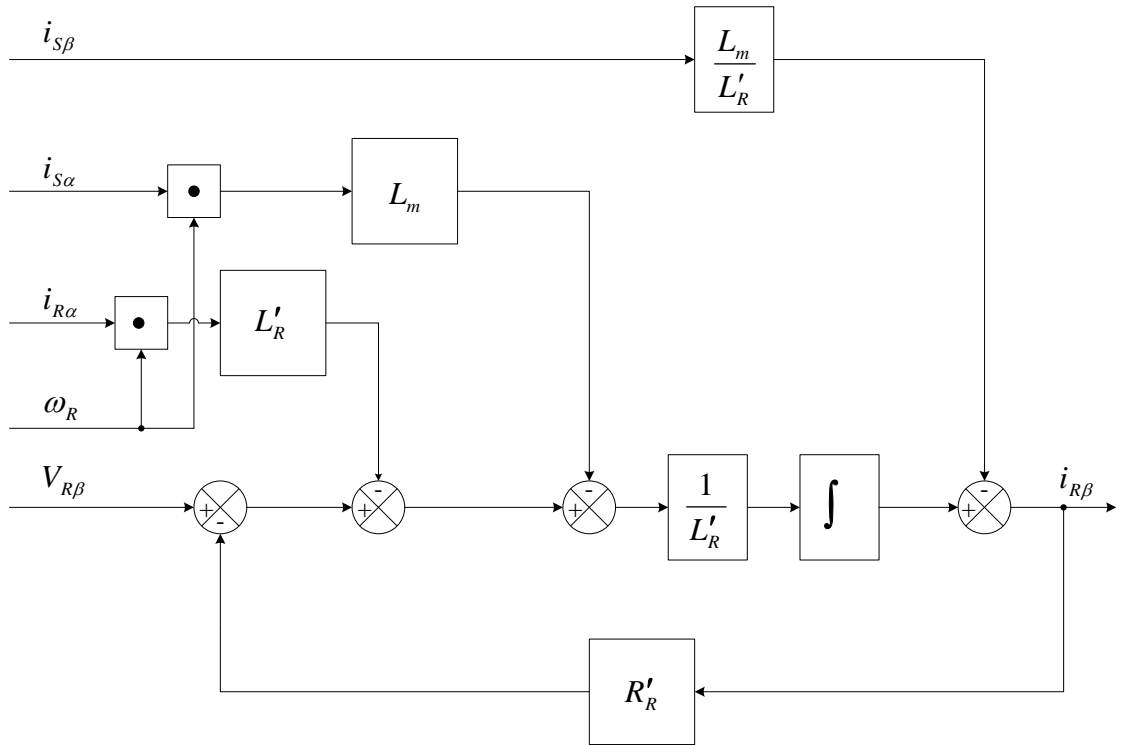 i_{Sβ}
L_m
L'_R
i_{Sα}
L_m
i_{Rα}
L'_R
ω_R
V_{Rβ}
+
-
+
-
+
-
1
L'_R
∫
+
-
i_{Rβ}
R'_R